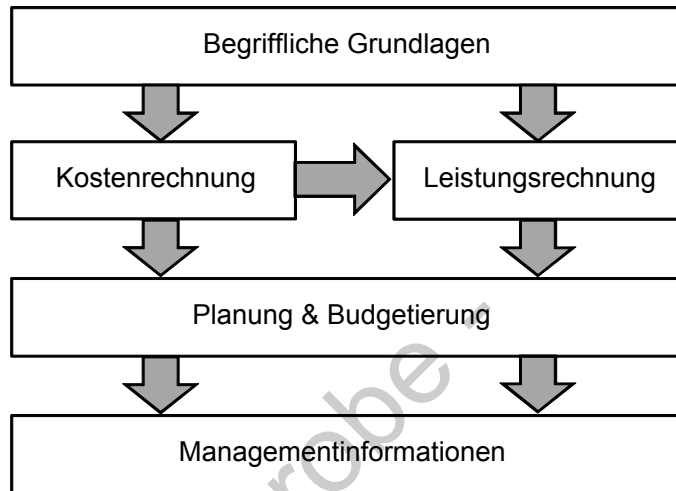 Begriffliche Grundlagen
Kostenrechnung
Leistungsrechnung
Planung & Budgetierung
Managementinformationen